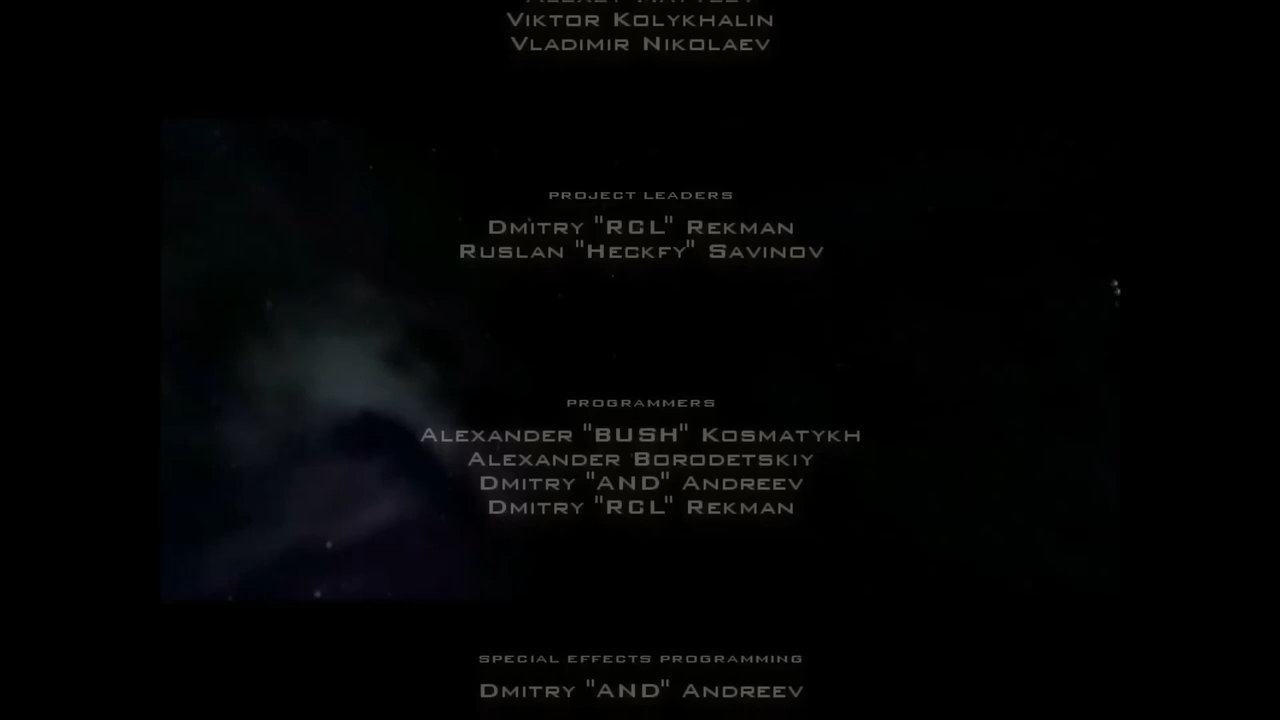 Viktor Kolykhalin
Vladimir Nikolaev
PROJECT LEADERS
Dmitry "RCL" Rekman
Ruslan "Heckfy" Savinov
PROGRAMMERS
Alexander "BUSH" Kosmatykh
Alexander Borodetskiy
Dmitry "AND" Andreev
Dmitry "RCL" Rekman
SPECIAL EFFECTS PROGRAMMING
Dmitry "AND" Andreev